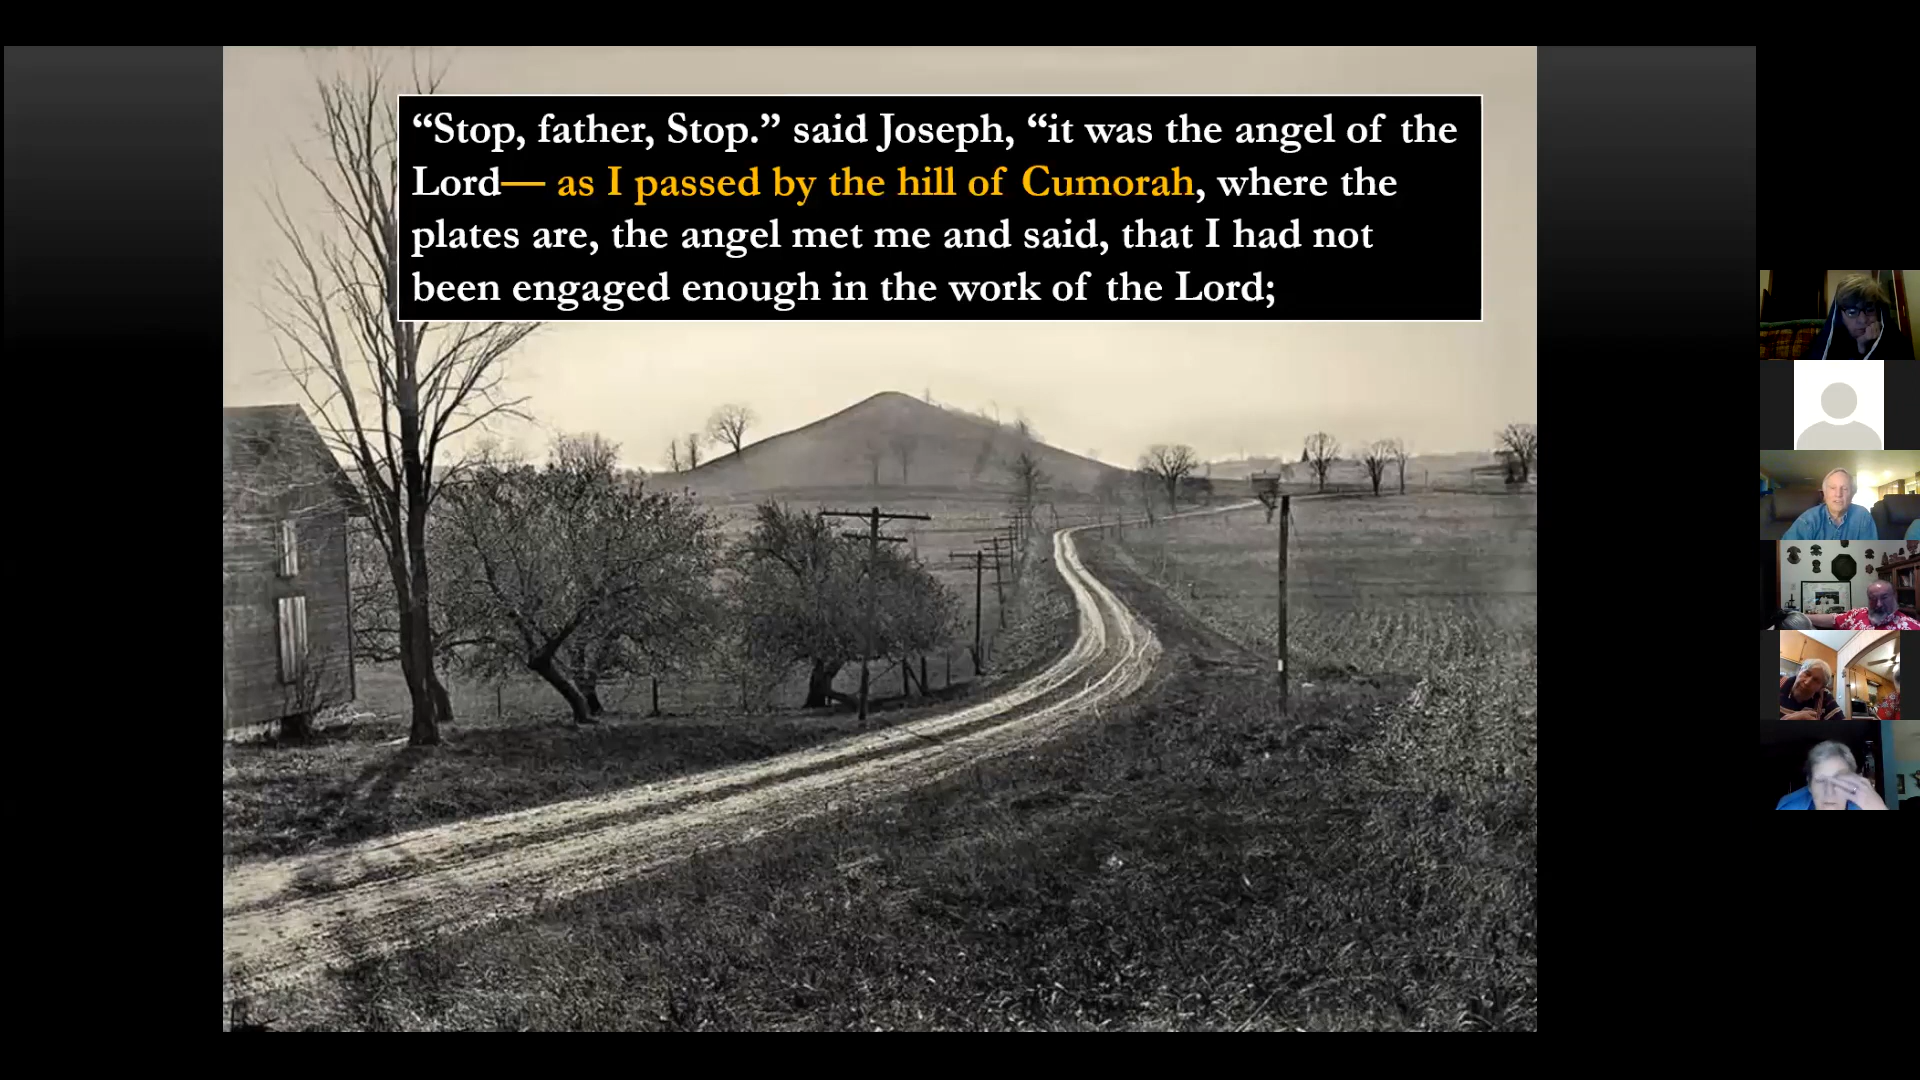 “Stop, father, Stop.” said Joseph, “it was the angel of the
Lord— as I passed by the hill of Cumorah, where the
plates are, the angel met me and said, that I had not
been engaged enough in the work of the Lord;